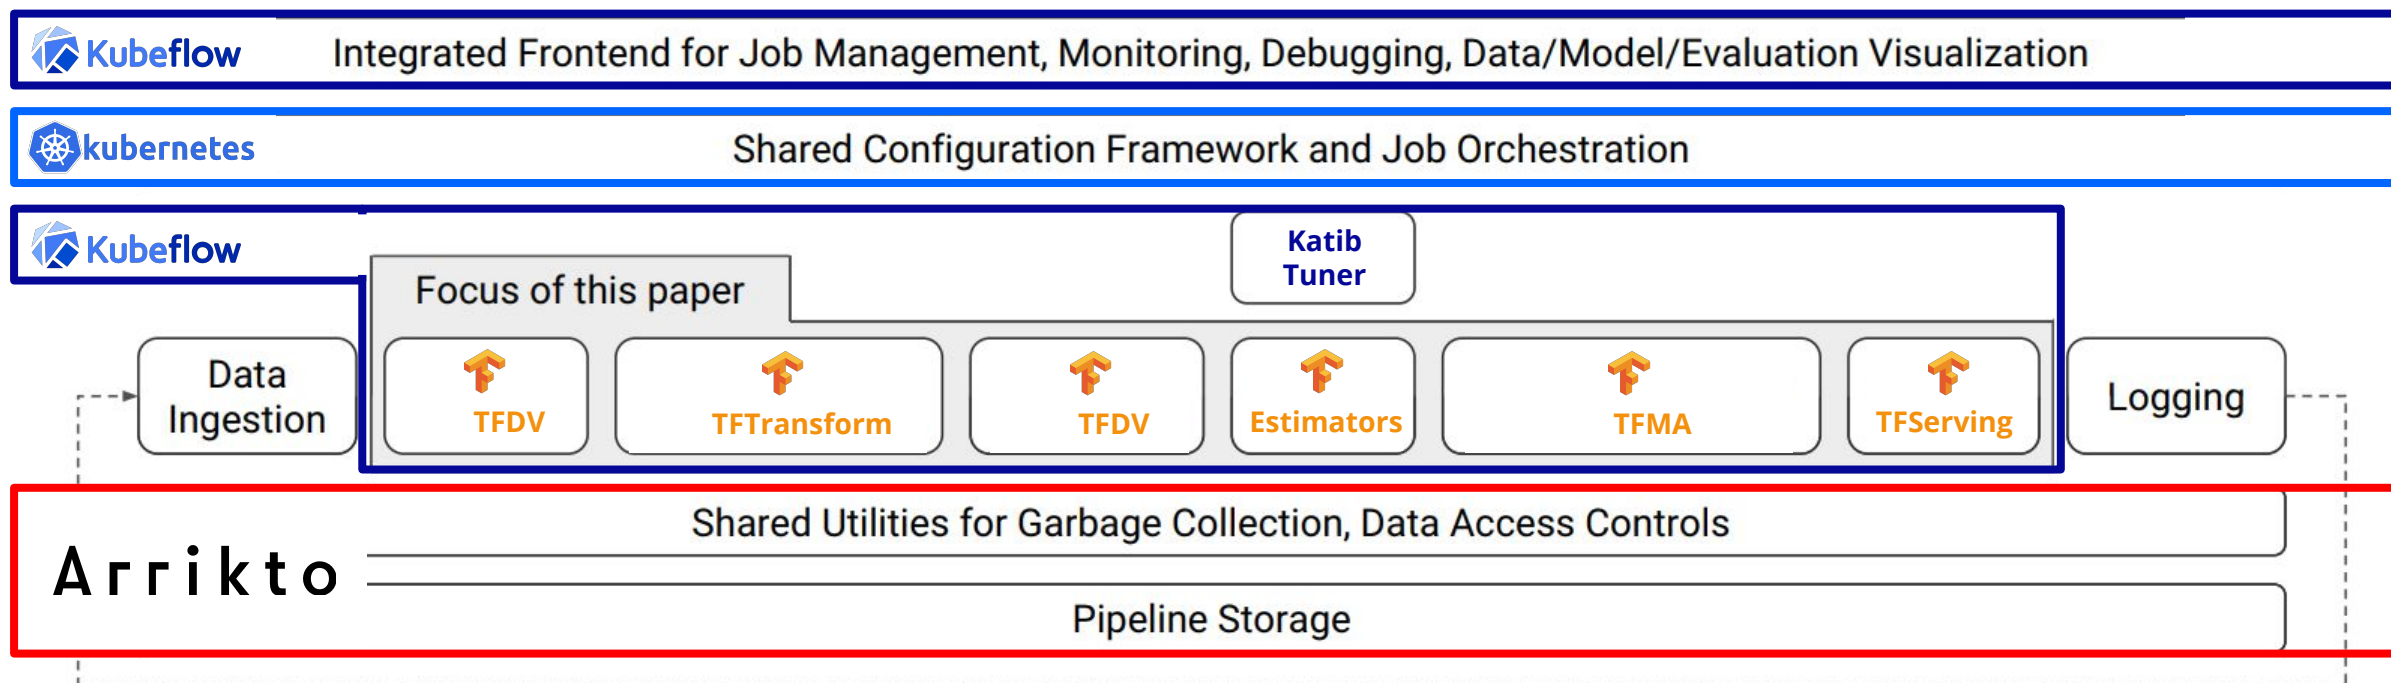 Kubeflow
Integrated Frontend for Job Management, Monitoring, Debugging, Data/Model/Evaluation Visualization
kubernetes
Shared Configuration Framework and Job Orchestration
Kubeflow
Katib
Tuner
Focus of this paper
Data
Ingestion
TFDV
TFTransform
TFDV
Estimators
TFMA
TFServing
Logging
Shared Utilities for Garbage Collection, Data Access Controls
Arrikto
Pipeline Storage